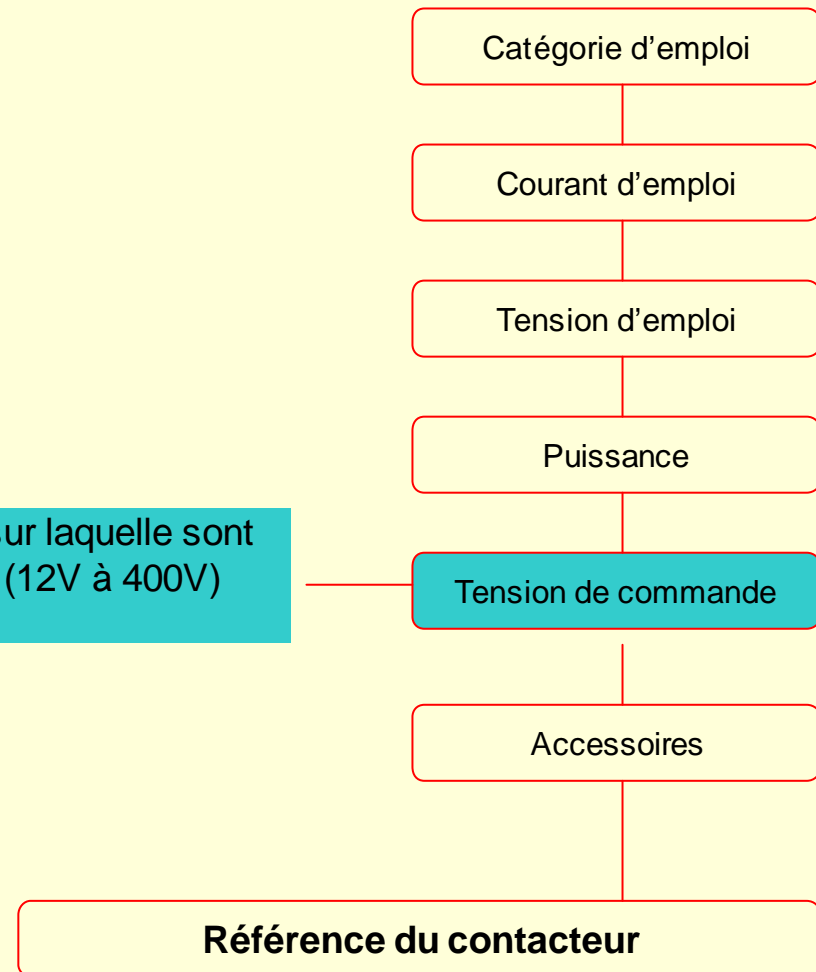 Catégorie d’emploi
Courant d’emploi
Tension d’emploi
Puissance
sur laquelle sont
(12V à 400V)
Tension de commande
Accessoires
Référence du contacteur